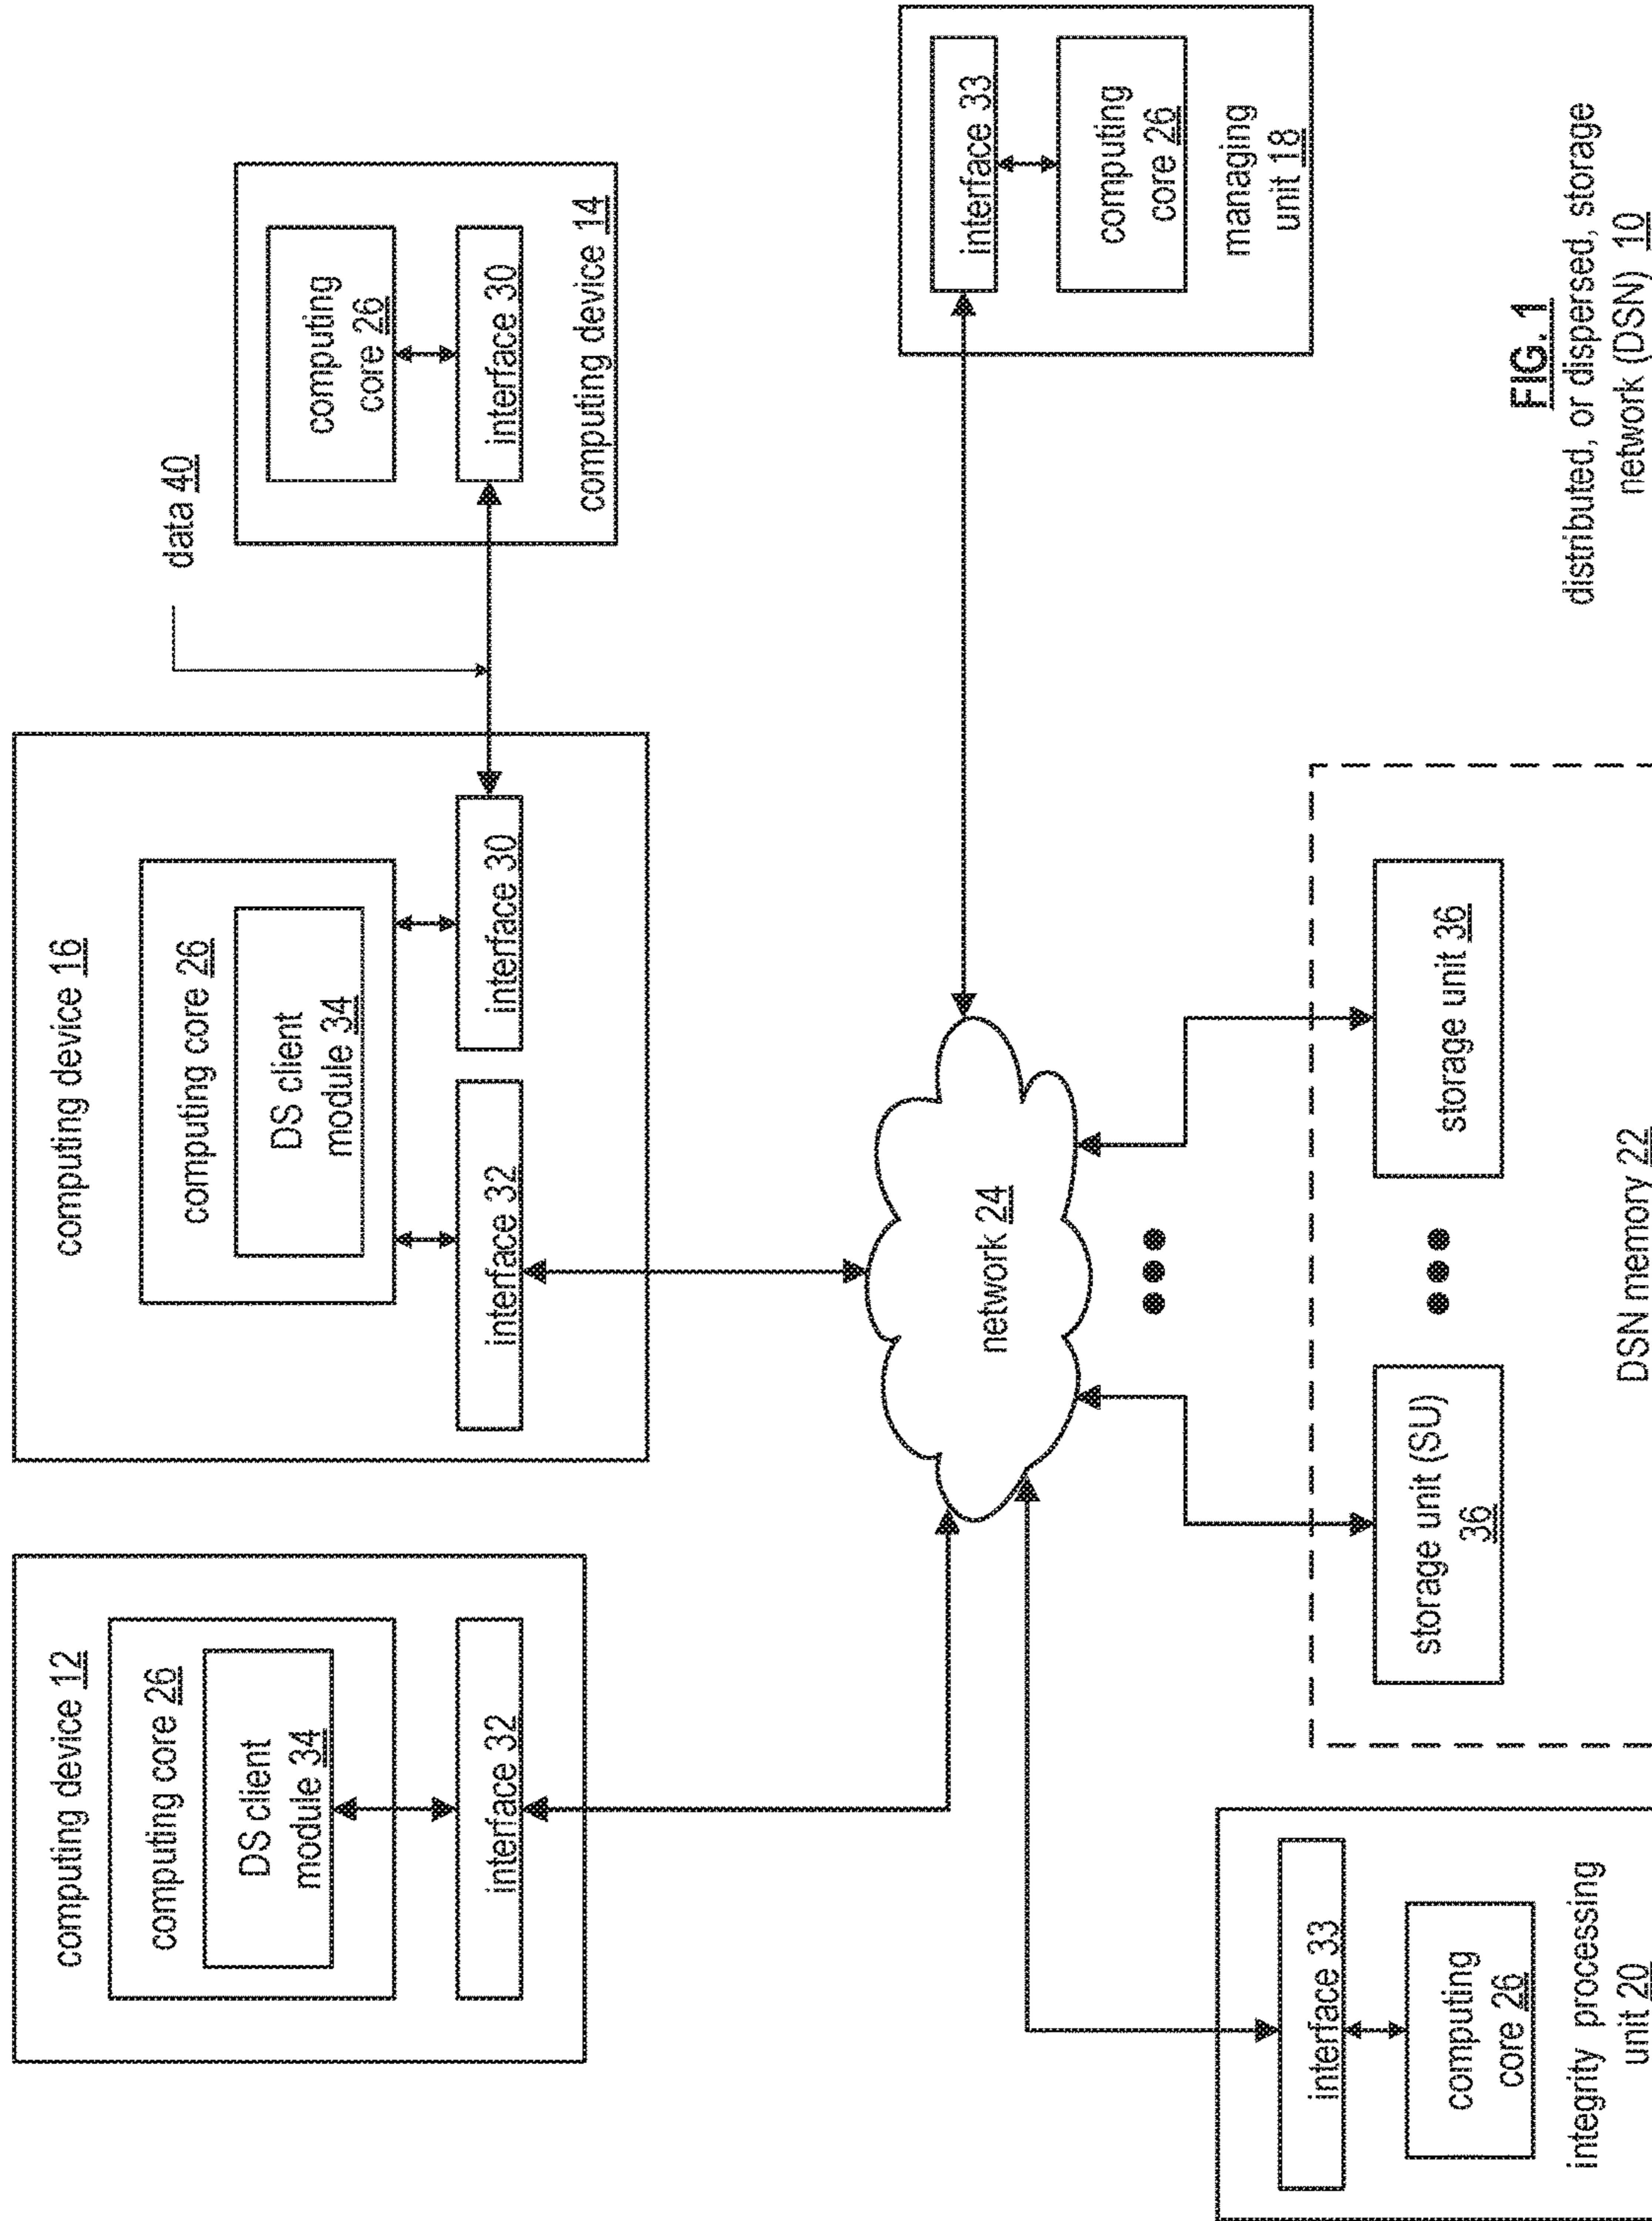 computing device 12
computing core 26
DS client
module 34
interface 32
computing device 16
computing core 26
DS client
module 34
interface 32
interface 30
data 40
computing
core 26
interface 30
computing device 14
network 24
interface 33
computing
core 26
managing
unit 18
interface 33
computing
core 26
integrity processing
unit 20
storage unit (SU)
36
storage unit 36
DSN memory 22
FIG. 1
distributed, or dispersed, storage
network (DSN) 10